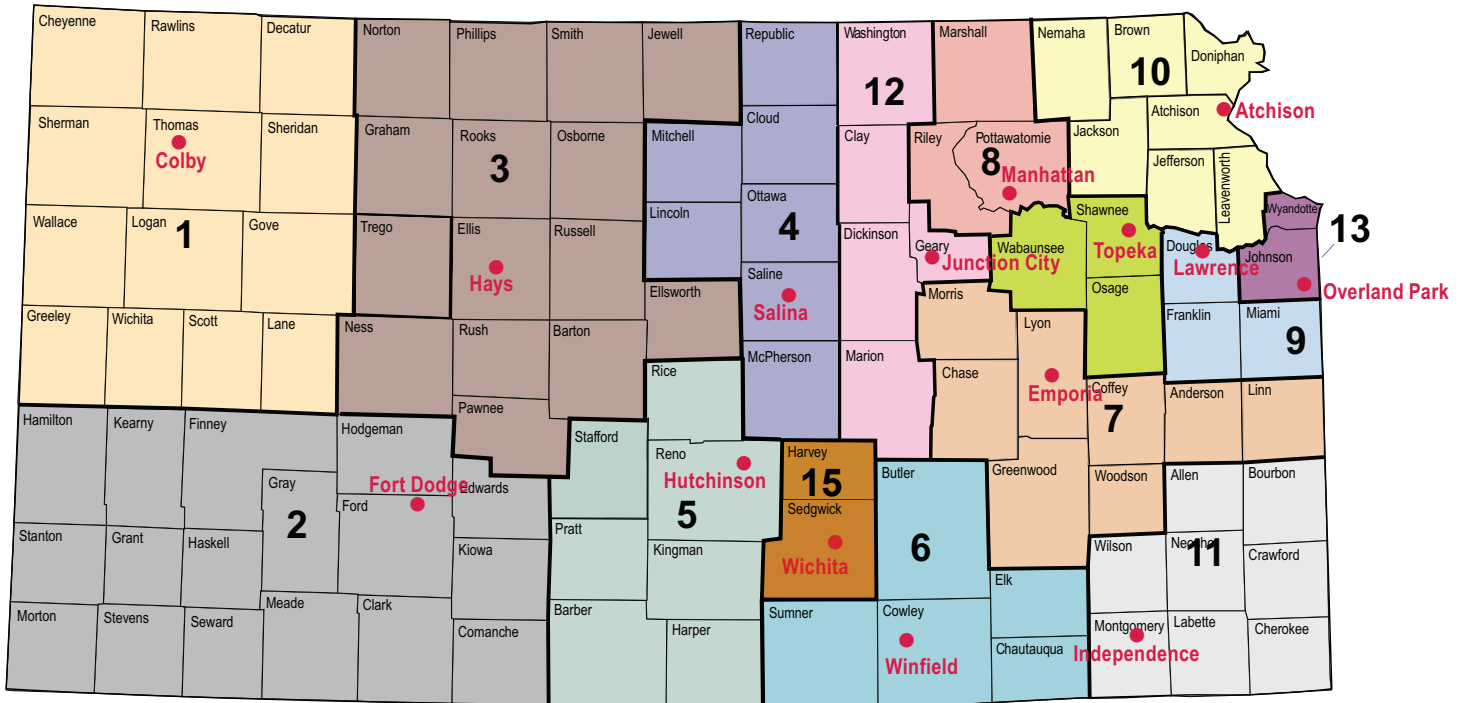 Cheyenne
Rawlins
Decatur
Norton
Phillips
Smith
Jewell
Republic
Washington
Marshall
Nemaha
Brown
Doniphan
10
12
Atchison
Atchison
Sherman
Thomas
Colby
Sheridan
Graham
Rooks
3
Osborne
Mitchell
Cloud
Clay
Riley
Pottawatomie
8
Manhattan
Jackson
Jefferson
Leavenworth
Wyandotte
13
Wallace
Logan
1
Gove
Trego
Ellis
Hays
Russell
Lincoln
Ottawa
4
Dickinson
Geary
Junction City
Wabaunsee
Shawnee
Topeka
Douglas
Lawrence
Johnson
Overland Park
Greeley
Wichita
Scott
Lane
Ness
Rush
Barton
Ellsworth
Saline
Salina
McPherson
Marion
Morris
Chase
Lyon
Emporia
Osage
Franklin
Miami
9
Hamilton
Kearny
Finney
Hodgeman
Pawnee
Stafford
Rice
Reno
Hutchinson
5
Harvey
15
Sedgwick
Wichita
Butler
6
Greenwood
Coffey
7
Woodson
Anderson
Linn
Allen
Bourbon
Gray
2
Fort Dodge
Ford
Edwards
Stanton
Grant
Haskell
Kiowa
Pratt
Kingman
Wilson
Neosho
11
Crawford
Morton
Stevens
Seward
Meade
Clark
Comanche
Barber
Harper
Sumner
Cowley
Winfield
Elk
Chautauqua
Montgomery
Independence
Labette
Cherokee